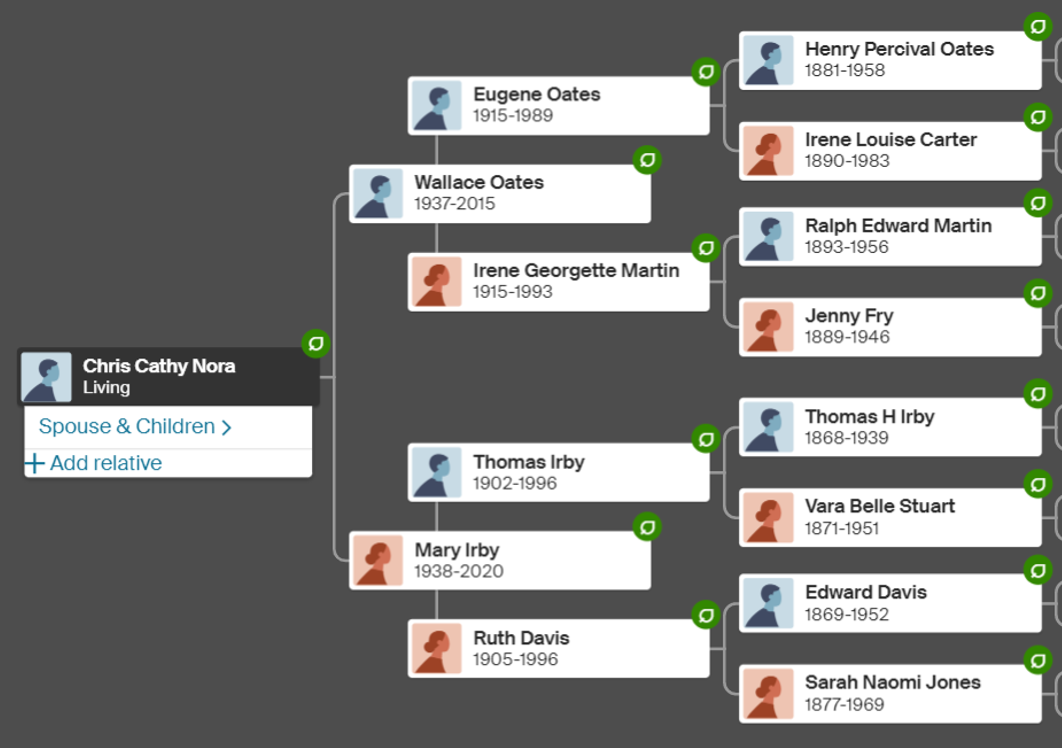 Henry Percival Oates
1881-1958
Eugene Oates
1915-1989
Irene Louise Carter
1890-1983
Wallace Oates
1937-2015
Ralph Edward Martin
1893-1956
Irene Georgette Martin
1915-1993
Jenny Fry
1889-1946
Chris Cathy Nora
Living
Spouse & Children >
+ Add relative
Thomas H Irby
1868-1939
Thomas Irby
1902-1996
Vara Belle Stuart
1871-1951
Mary Irby
1938-2020
Edward Davis
1869-1952
Ruth Davis
1905-1996
Sarah Naomi Jones
1877-1969